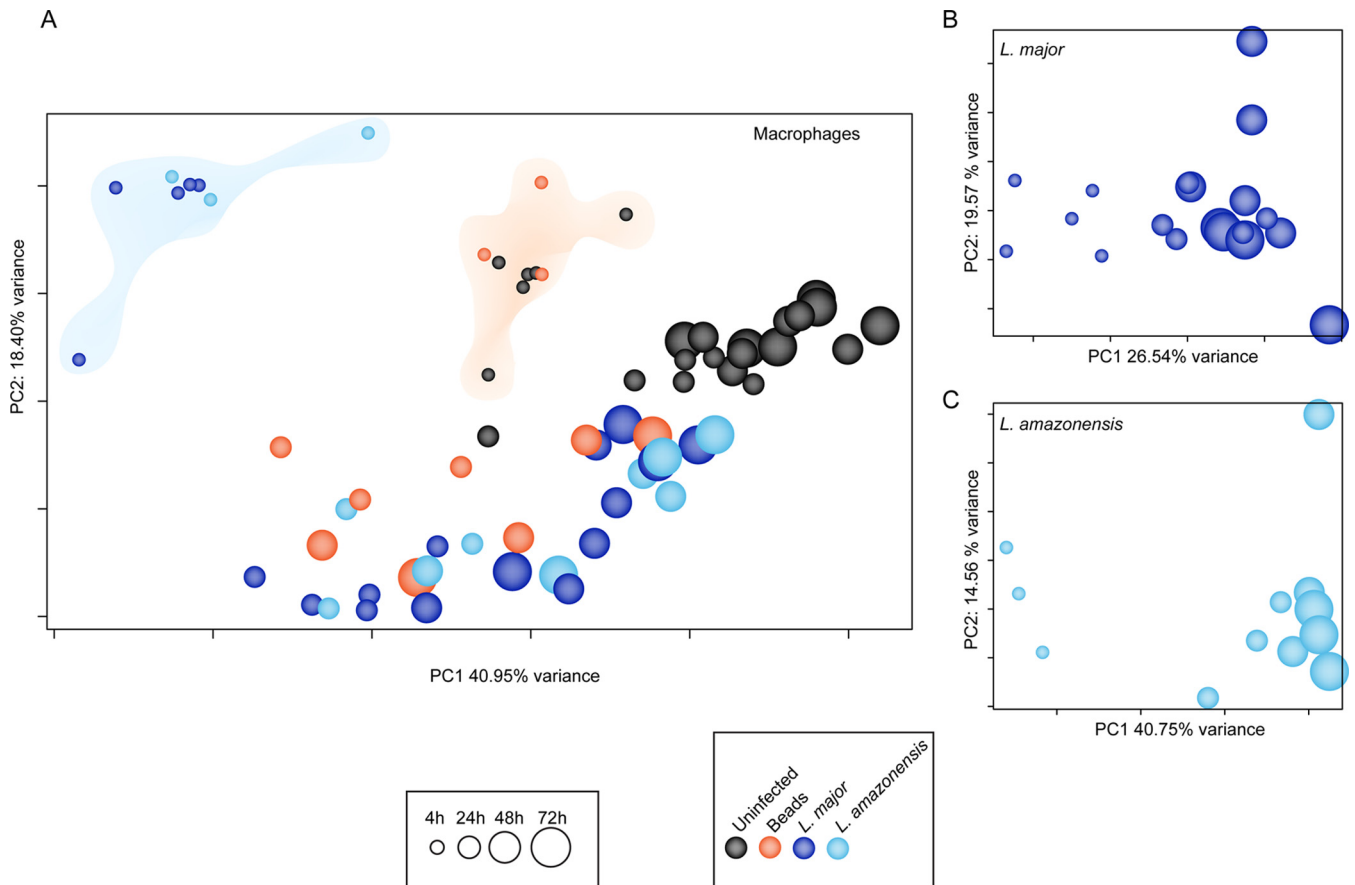 A
Macrophages
PC2: 18.40% variance
PC1 40.95% variance
B
L. major
PC2: 19.57 % variance
PC1 26.54% variance
C
L. amazonensis
PC2: 14.56 % variance
PC1 40.75% variance
4h 24h 48h 72h
Uninfected
Beads
L. major
L. amazonensis